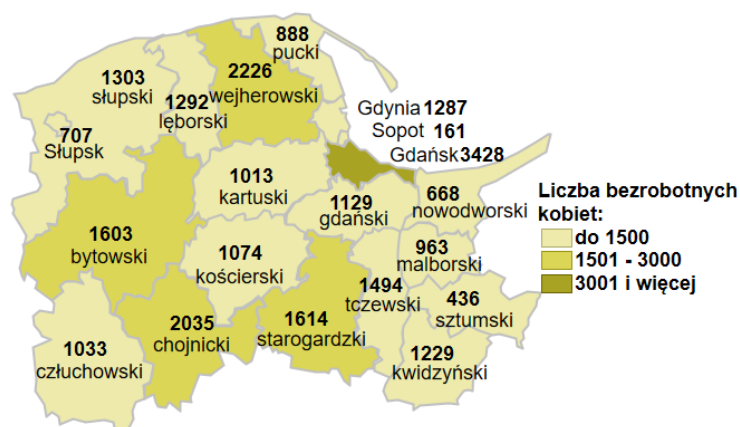 888
pucki
1303
słupski
2226
wejherowski
1292
lęborski
Gdynia 1287
Sopot 161
Gdańsk 3428
707
Słupsk
1013
kartuski
1129
gdański
668
nowodworski
1603
bytowski
1074
kościerski
963
malborski
1494
tczewski
436
sztumski
2035
chojnicki
1614
starogardzki
1033
człuchowski
1229
kwidzyński
Liczba bezrobotnych
kobiet:
do 1500
1501 - 3000
3001 i więcej